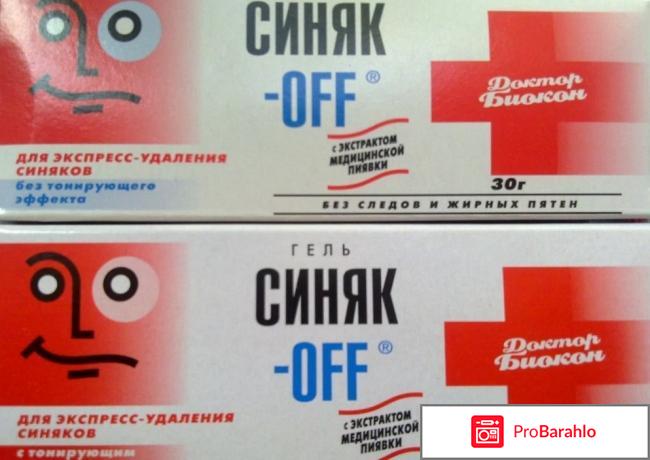 СИНЯК
-OFF®
Доктор
Биокон
с ЭКСТРАКТОМ
МЕДИЦИНСКОЙ
ПИЯВКИ
ДЛЯ ЭКСПРЕСС-УДАЛЕНИЯ
СИНЯКОВ
без тонирующего
эффекта
30г
БЕЗ СЛЕДОВ И ЖИРНЫХ ПЯТЕН
ГЕЛЬ
СИНЯК
-OFF®
Доктор
Биокон
с ЭКСТРАКТОМ
МЕДИЦИНСКОЙ
ПИЯВКИ
ДЛЯ ЭКСПРЕСС-УДАЛЕНИЯ
СИНЯКОВ
с тонирующим
ProBarahlo